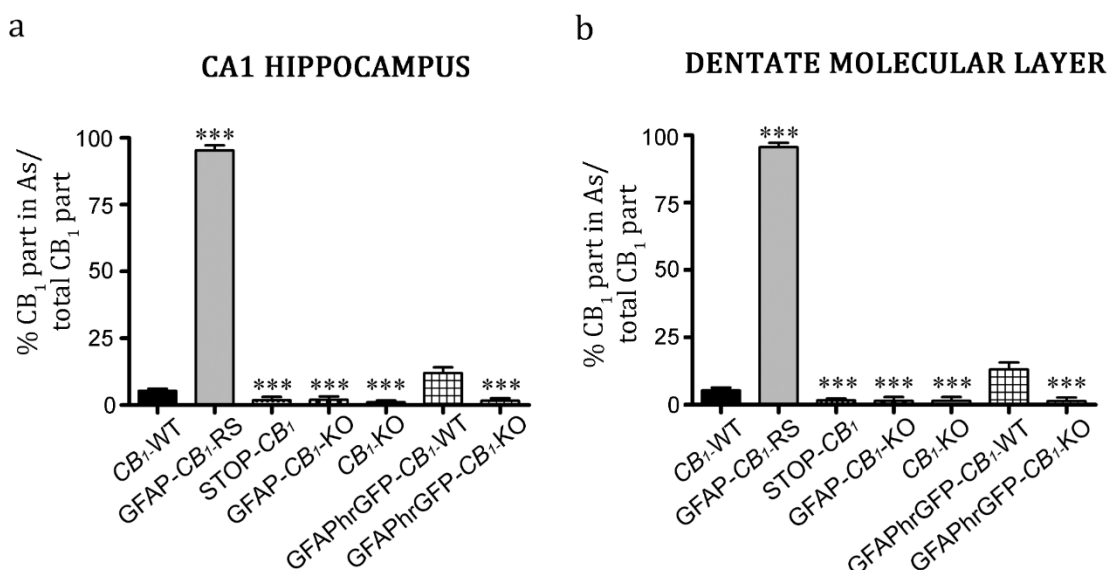 a
CA1 HIPPOCAMPUS
% CB₁ part in As/
total CB₁ part
100
75
50
25
0
***
***
***
***
***
CB₁-WT
GFAP-CB₁-RS
STOP-CB₁
GFAP-CB₁-KO
CB₁-KO
GFAPhrGFP-CB₁-WT
GFAPhrGFP-CB₁-KO
b
DENTATE MOLECULAR LAYER
% CB₁ part in As/
total CB₁ part
100
75
50
25
0
***
***
***
***
***
CB₁-WT
GFAP-CB₁-RS
STOP-CB₁
GFAP-CB₁-KO
CB₁-KO
GFAPhrGFP-CB₁-WT
GFAPhrGFP-CB₁-KO